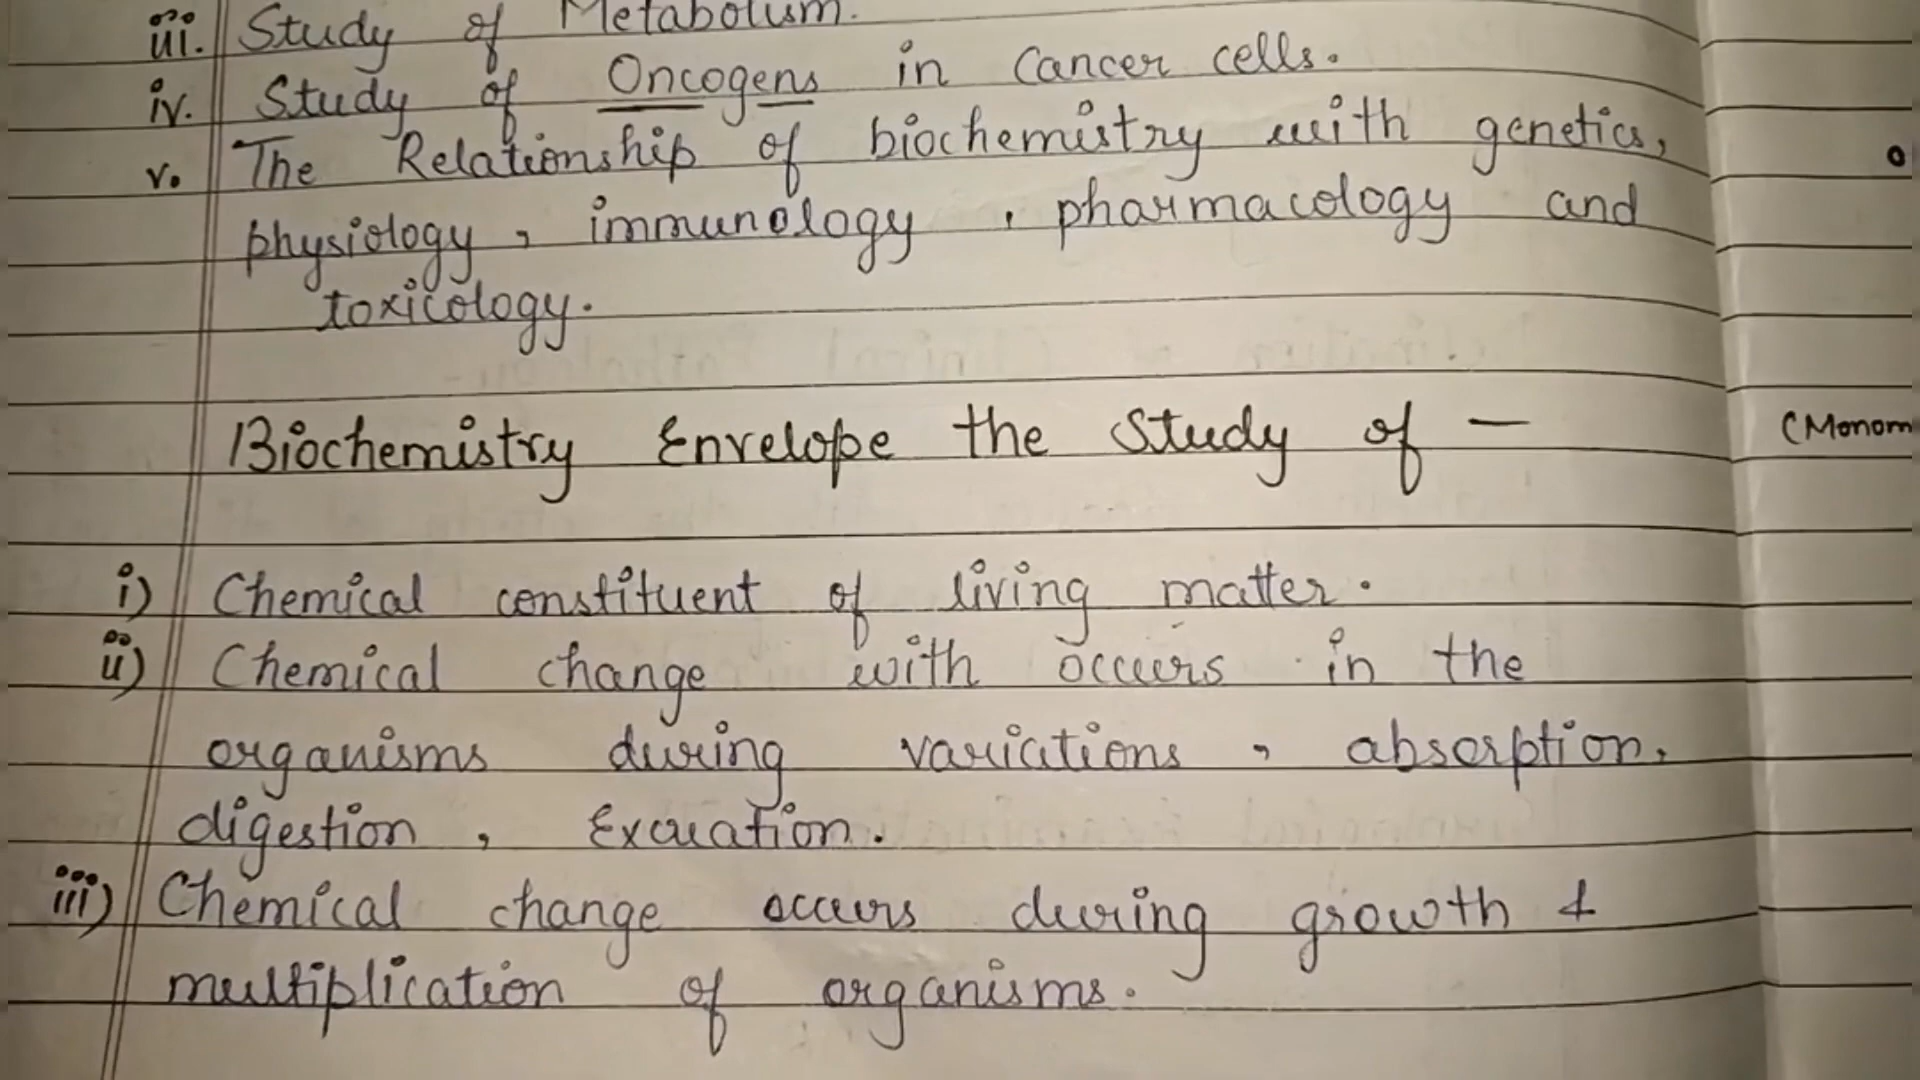 iii. Study of Metabolism.
iv. Study of Oncogens in Cancer cells.
v. The Relationship of biochemistry with genetics,
physiology, immunology, pharmacology and
toxicology.
Biochemistry Envelope the Study of —
(Monom
i) Chemical constituent of living matter.
ii) Chemical change with occurs in the
organisms during variations, absorption,
digestion, Excuation.
iii) Chemical change occurs during growth &
multiplication of organisms.